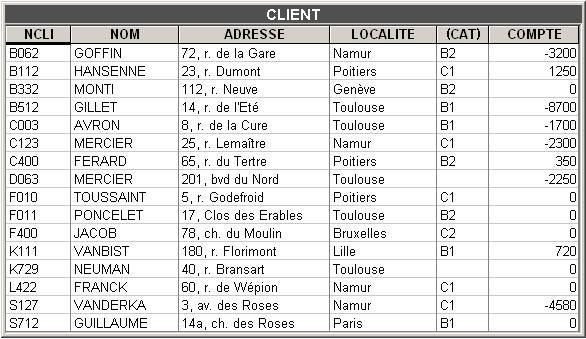 CLIENT
NCLI NOM ADRESSE LOCALITE (CAT) COMPTE
B062 GOFFIN 72, r. de la Gare Namur B2 -3200
B112 HANSENNE 23, r. Dumont Poitiers C1 1250
B332 MONTI 112, r. Neuve Genève B2 0
B512 GILLET 14, r. de l'Eté Toulouse B1 -8700
C003 AVRON 8, r. de la Cure Toulouse B1 -1700
C123 MERCIER 25, r. Lemaître Namur C1 -2300
C400 FERARD 65, r. du Tertre Poitiers B2 350
D063 MERCIER 201, bvd du Nord Toulouse -2250
F010 TOUSSAINT 5, r. Godefroid Poitiers C1 0
F011 PONCELET 17, Clos des Erables Toulouse B2 0
F400 JACOB 78, ch. du Moulin Bruxelles C2 0
K111 VANBIST 180, r. Florimont Lille B1 720
K729 NEUMAN 40, r. Bransart Toulouse 0
L422 FRANCK 60, r. de Wépion Namur C1 0
S127 VANDERKA 3, av. des Roses Namur C1 -4580
S712 GUILLAUME 14a, ch. des Roses Paris B1 0